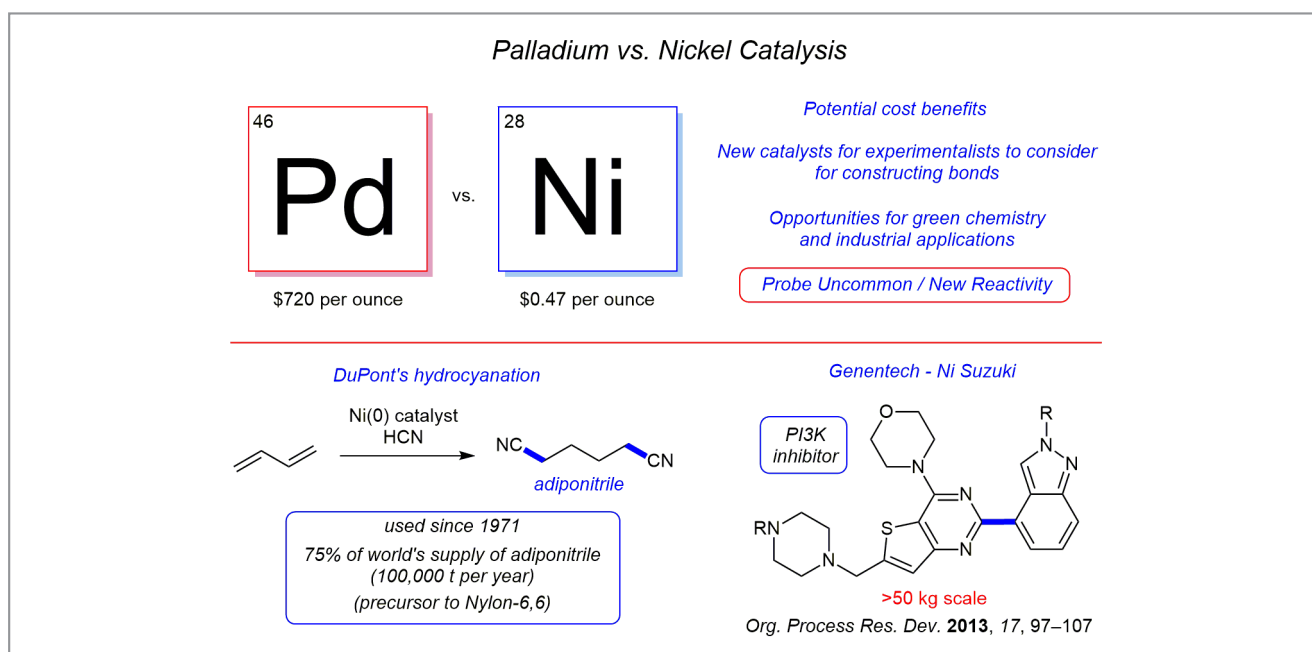 Palladium vs. Nickel Catalysis
46
Pd
$720 per ounce
vs.
28
Ni
$0.47 per ounce
Potential cost benefits
New catalysts for experimentalists to consider
for constructing bonds
Opportunities for green chemistry
and industrial applications
Probe Uncommon / New Reactivity
DuPont's hydrocyanation
Ni(0) catalyst
HCN
NC
CN
adiponitrile
used since 1971
75% of world's supply of adiponitrile
(100,000 t per year)
(precursor to Nylon-6,6)
Genentech - Ni Suzuki
PI3K
inhibitor
O
N
R
N
N
N
N
S
RN
N
>50 kg scale
Org. Process Res. Dev. 2013, 17, 97–107